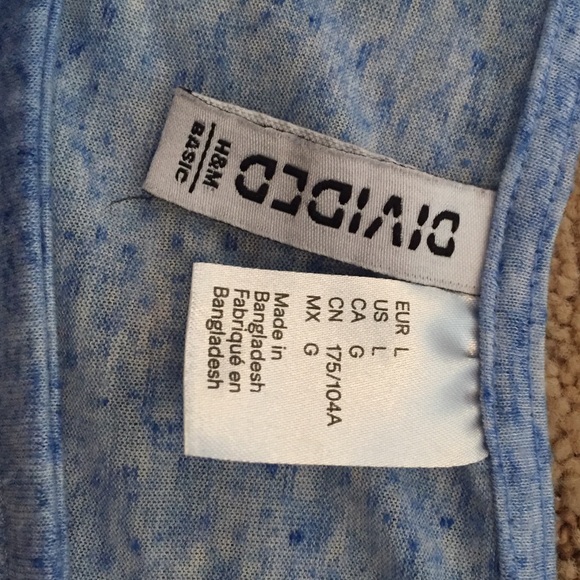 DIVIDED
H&M
BASIC
EUR L
US L
CA G
CN 175/104A
MX G
Made in
Bangladesh
Fabriqué en
Bangladesh